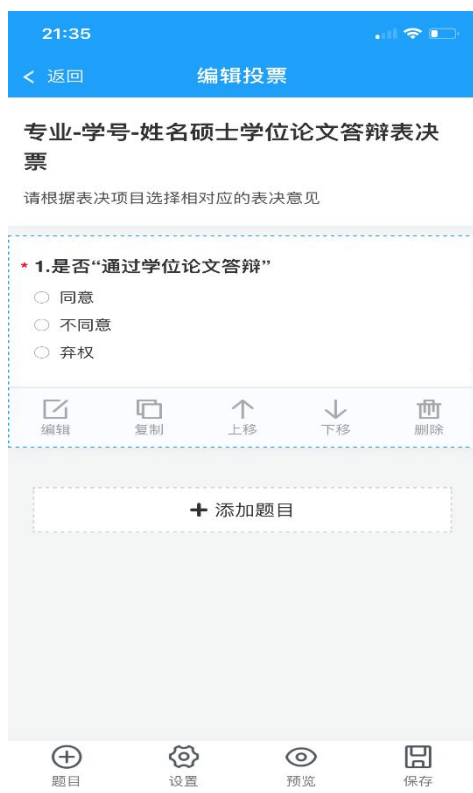 21:35
< 返回 编辑投票
专业-学号-姓名硕士学位论文答辩表决
票
请根据表决项目选择相对应的表决意见
* 1.是否“通过学位论文答辩”
同意
不同意
弃权
编辑 复制 上移 下移 删除
+ 添加题目
题目 设置 预览 保存